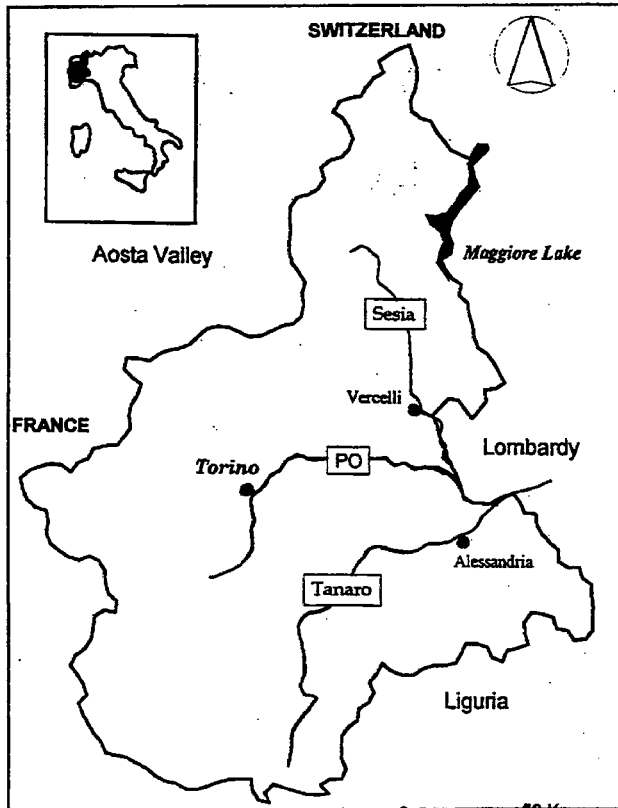 SWITZERLAND
Aosta Valley
Maggiore Lake
Sesia
Vercelli
FRANCE
Lombardy
Torino
PO
Alessandria
Tanaro
Liguria